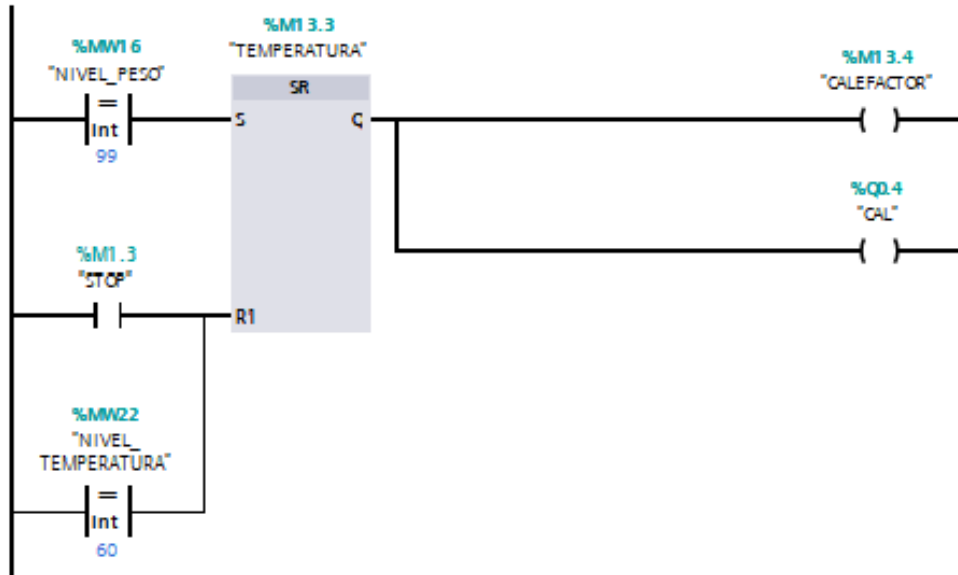 %M13.3
"TEMPERATURA"
%MW16
"NIVEL_PESO"
%M13.4
"CALEFACTOR"
SR
==
Int
99
S
Q
%Q0.4
"CAL"
%M1.3
"STOP"
R1
%MW22
"NIVEL_
TEMPERATURA"
==
Int
60